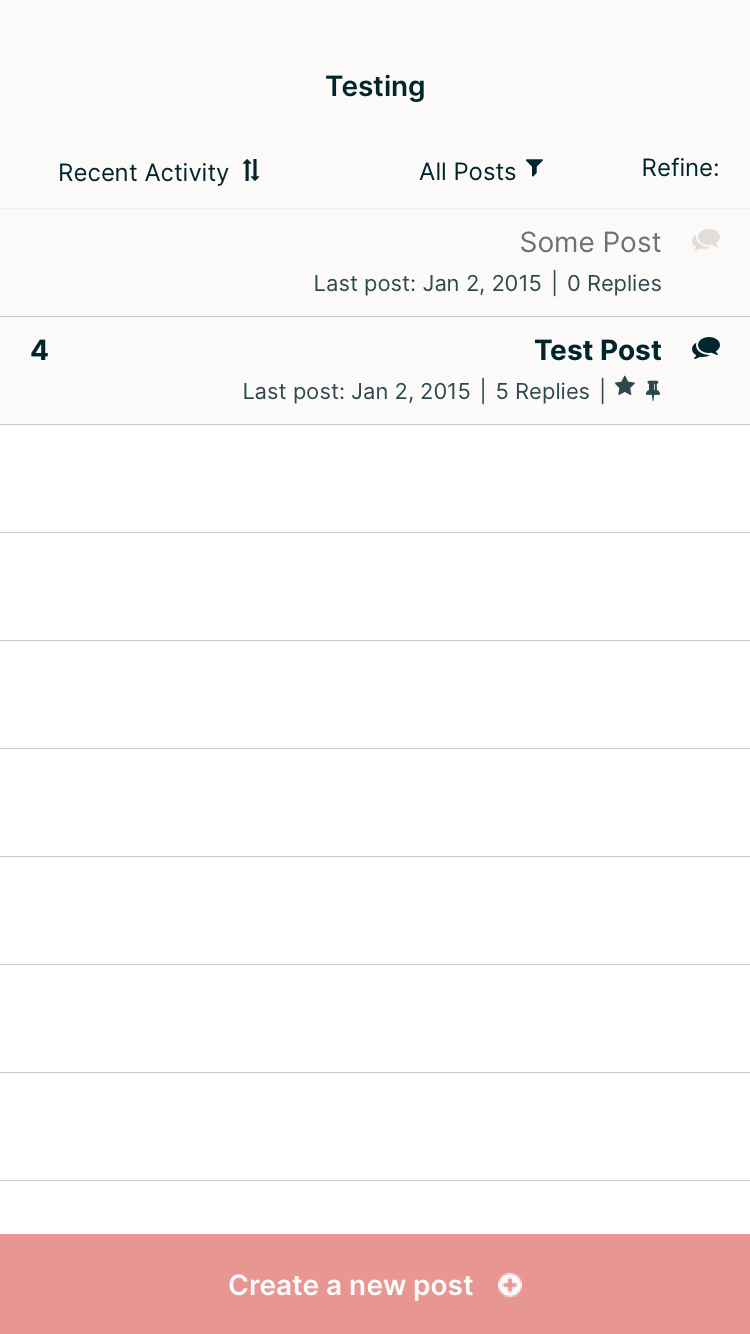 Testing
Recent Activity
All Posts
Refine:
Some Post
Last post: Jan 2, 2015 | 0 Replies
4
Test Post
Last post: Jan 2, 2015 | 5 Replies |
Create a new post